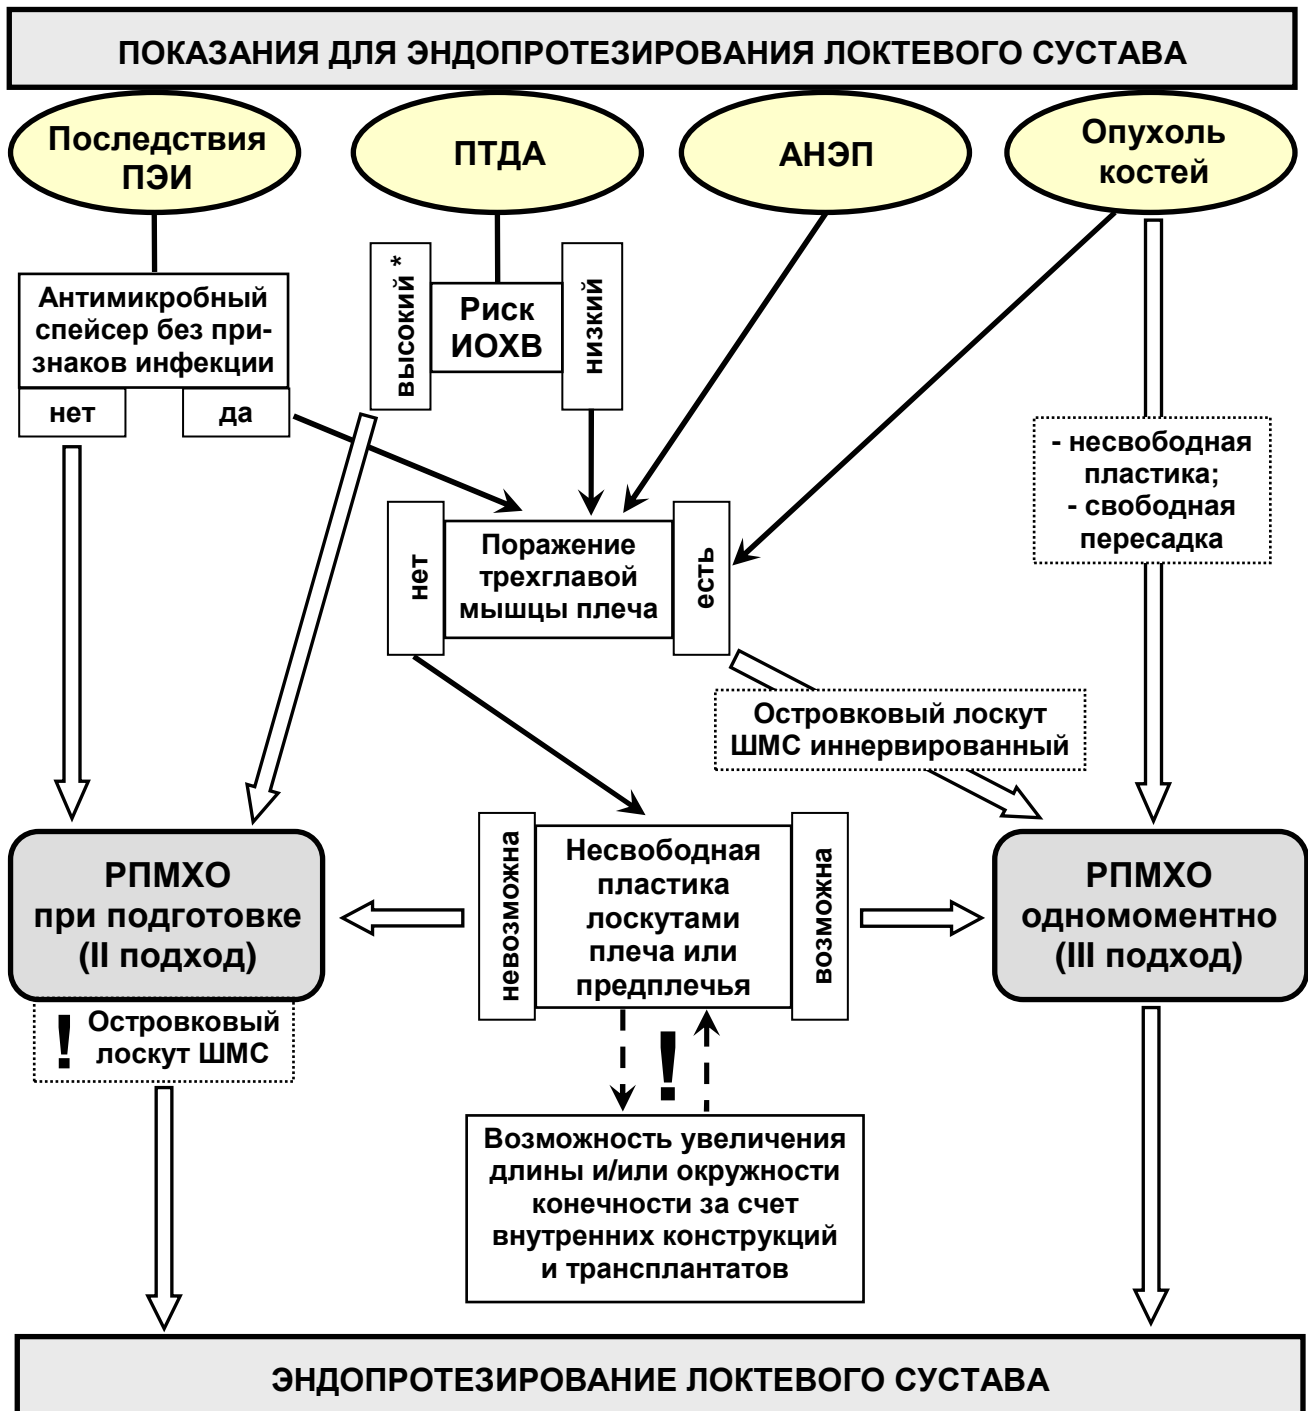 ПОКАЗАНИЯ ДЛЯ ЭНДОПРОТЕЗИРОВАНИЯ ЛОКТЕВОГО СУСТАВА
Последствия
ПЭИ
ПТДА
АНЭП
Опухоль
костей
Антимикробный
спейсер без при-
знаков инфекции
нет
да
высокий *
Риск
ИОХВ
низкий
- несвободная
пластика;
- свободная
пересадка
нет
Поражение
трехглавой
мышцы плеча
есть
Островковый лоскут
ШМС иннервированный
РПМХО
при подготовке
(II подход)
! Островковый
лоскут ШМС
невозможна
Несвободная
пластика
лоскутами
плеча или
предплечья
возможна
РПМХО
одномоментно
(III подход)
!
Возможность увеличения
длины и/или окружности
конечности за счет
внутренних конструкций
и трансплантатов
ЭНДОПРОТЕЗИРОВАНИЕ ЛОКТЕВОГО СУСТАВА